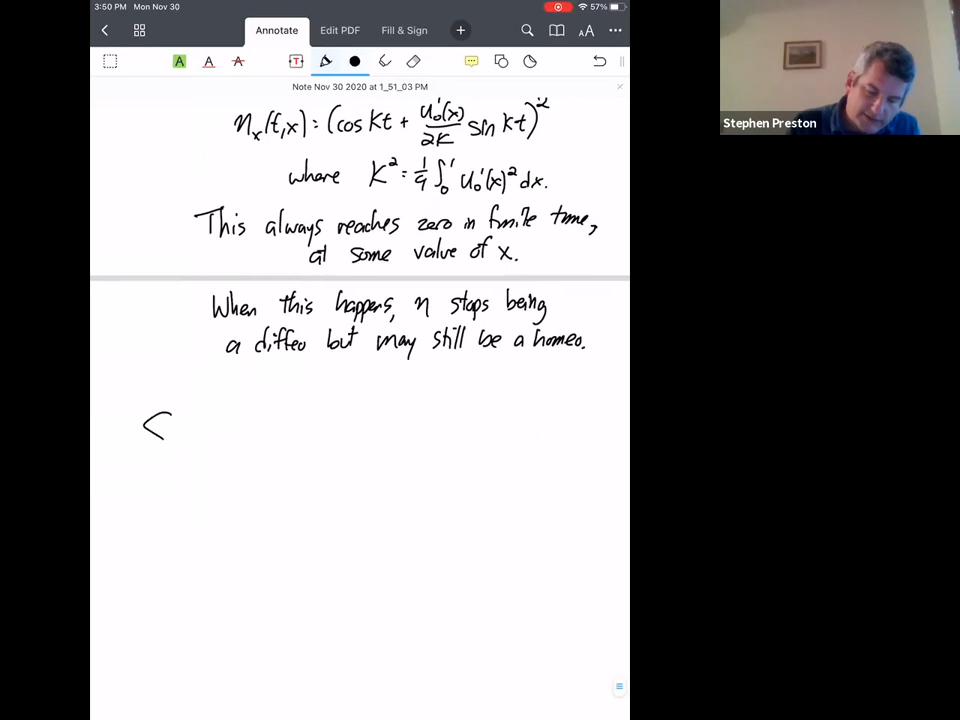 3:50 PM Mon Nov 30
57%
Annotate Edit PDF Fill & Sign
A A A T AA
Note Nov 30 2020 at 1_51_03 PM
η_x(t,x) = (cos kt + u_0'(x)/2k sin kt)^2
where k^2 = 1/4 ∫_0^1 u_0'(x)^2 dx.
This always reaches zero in finite time,
at some value of x.
When this happens, η stops being
a diffeo but may still be a homeo.
Stephen Preston